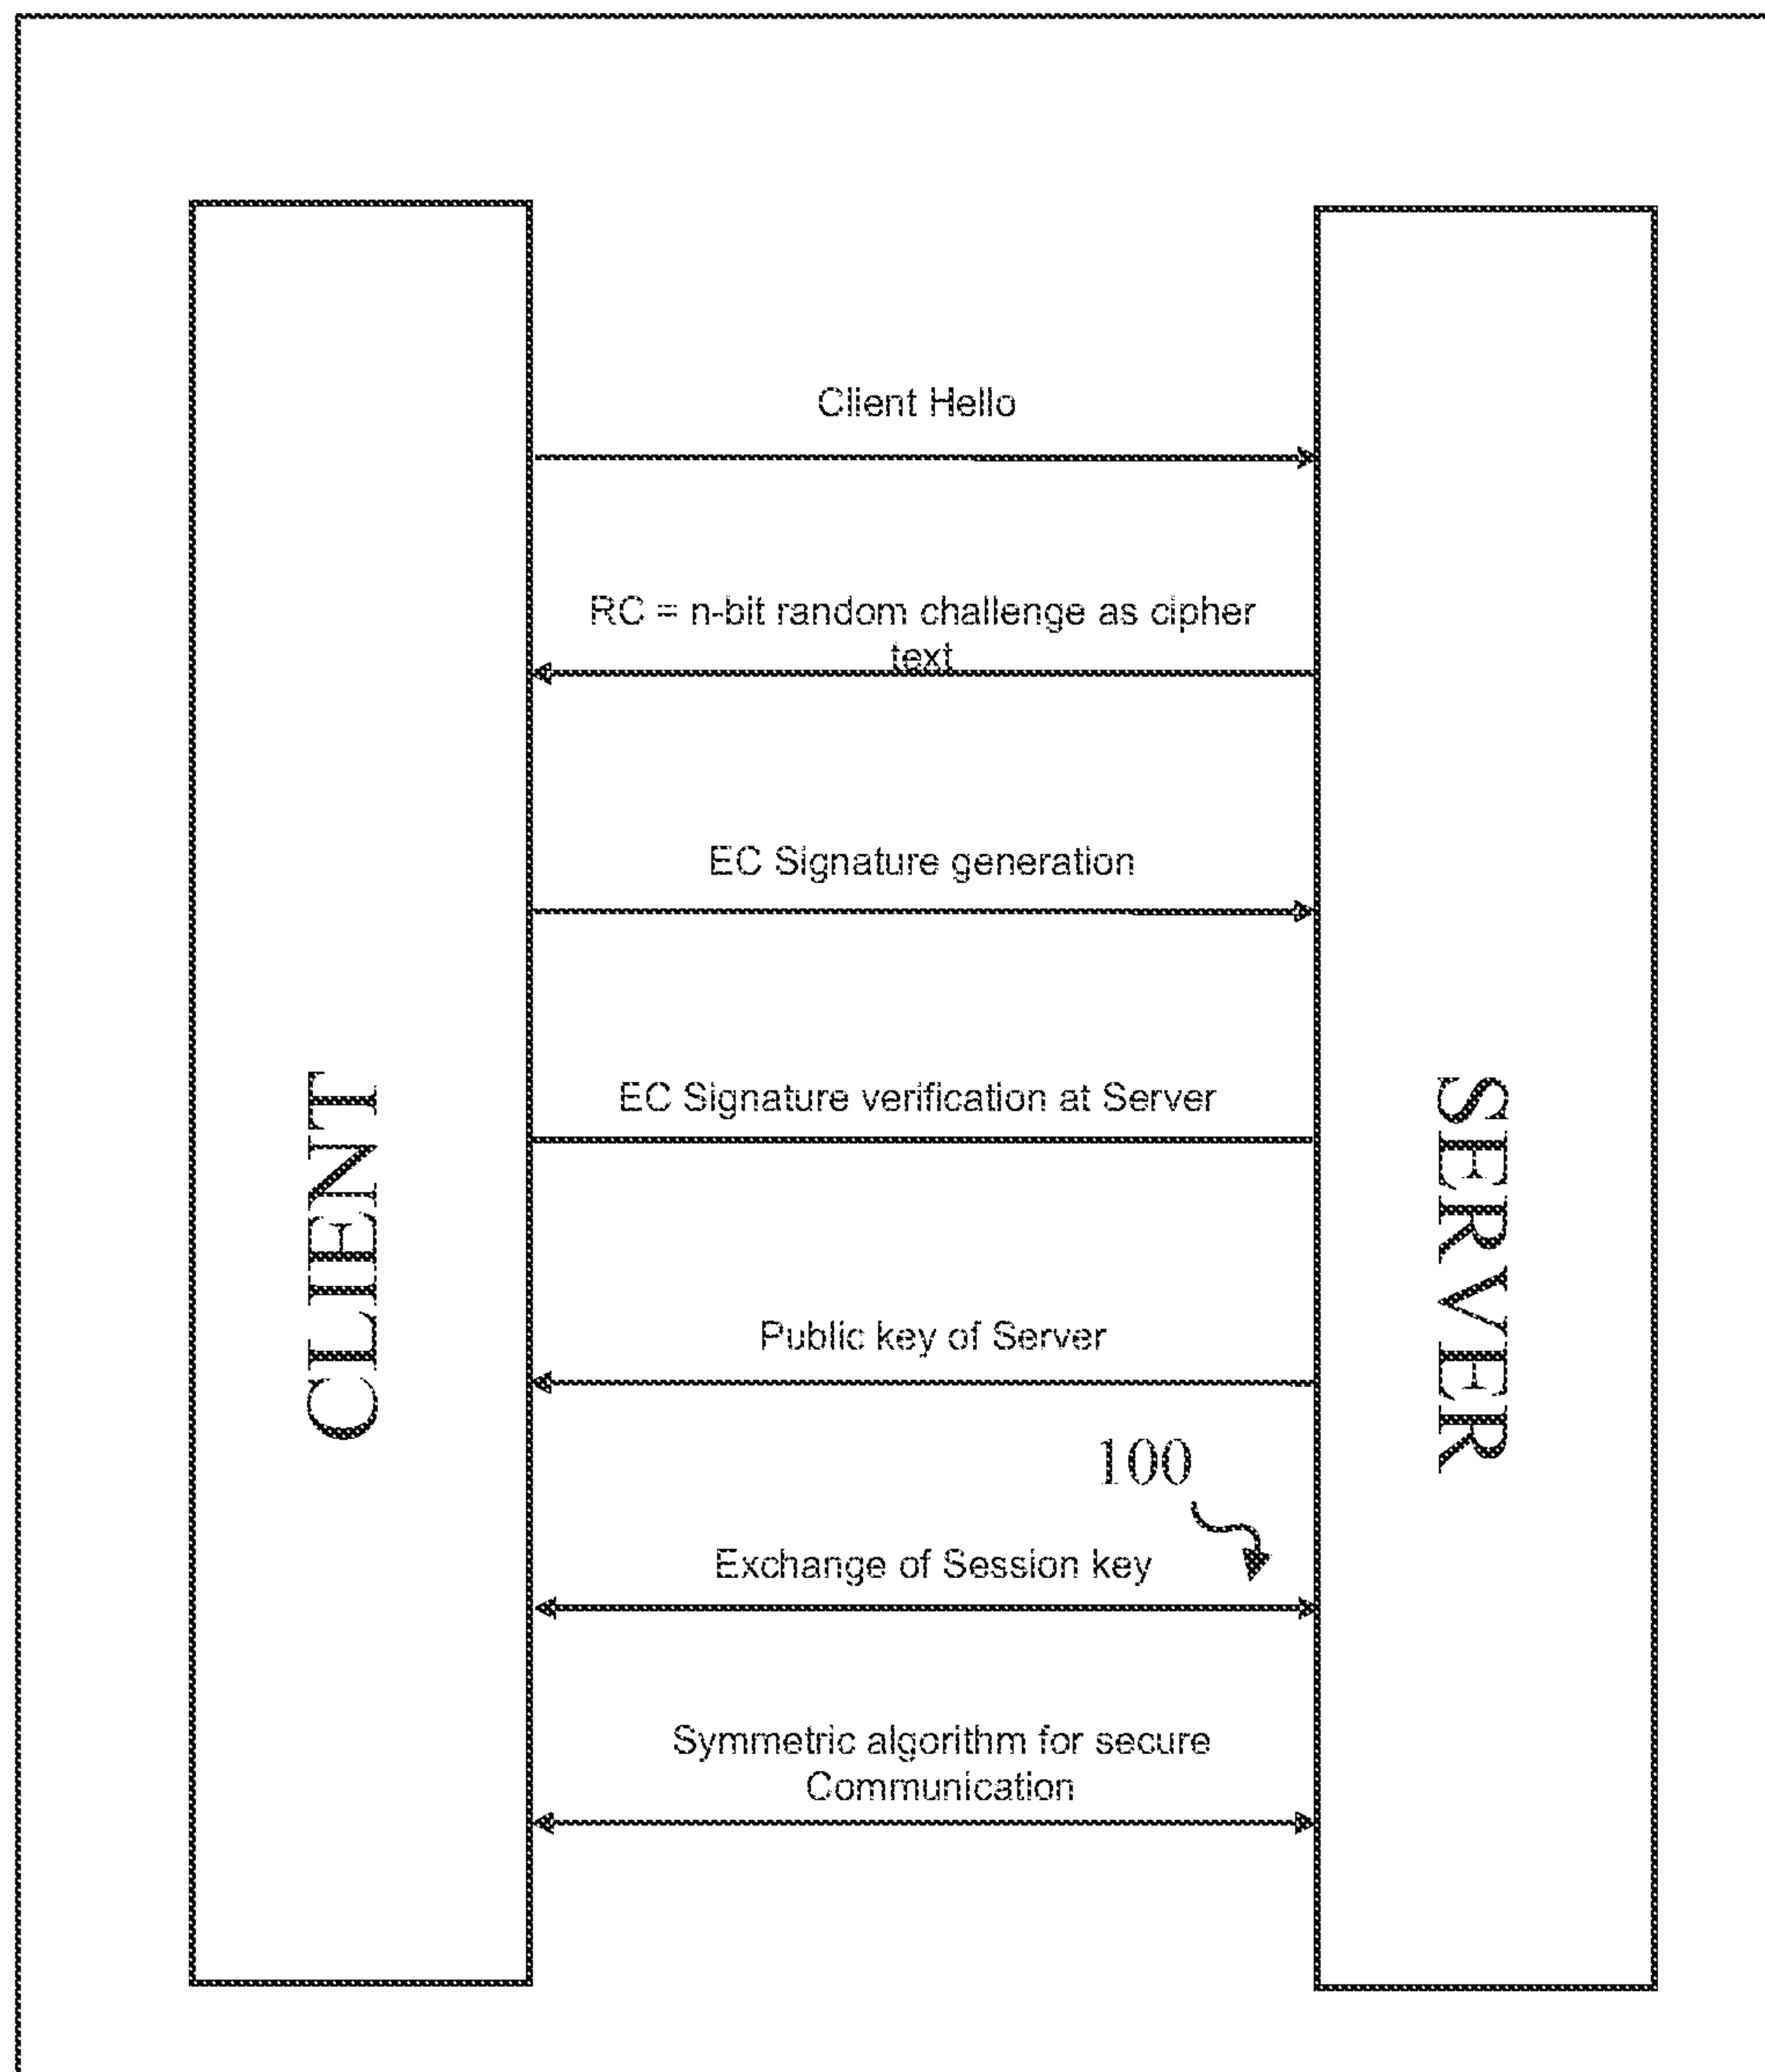 Client Hello
RC = n-bit random challenge as cipher
text
EC Signature generation
EC Signature verification at Server
CLIENT
SERVER
Public key of Server
100
Exchange of Session key
Symmetric algorithm for secure
Communication